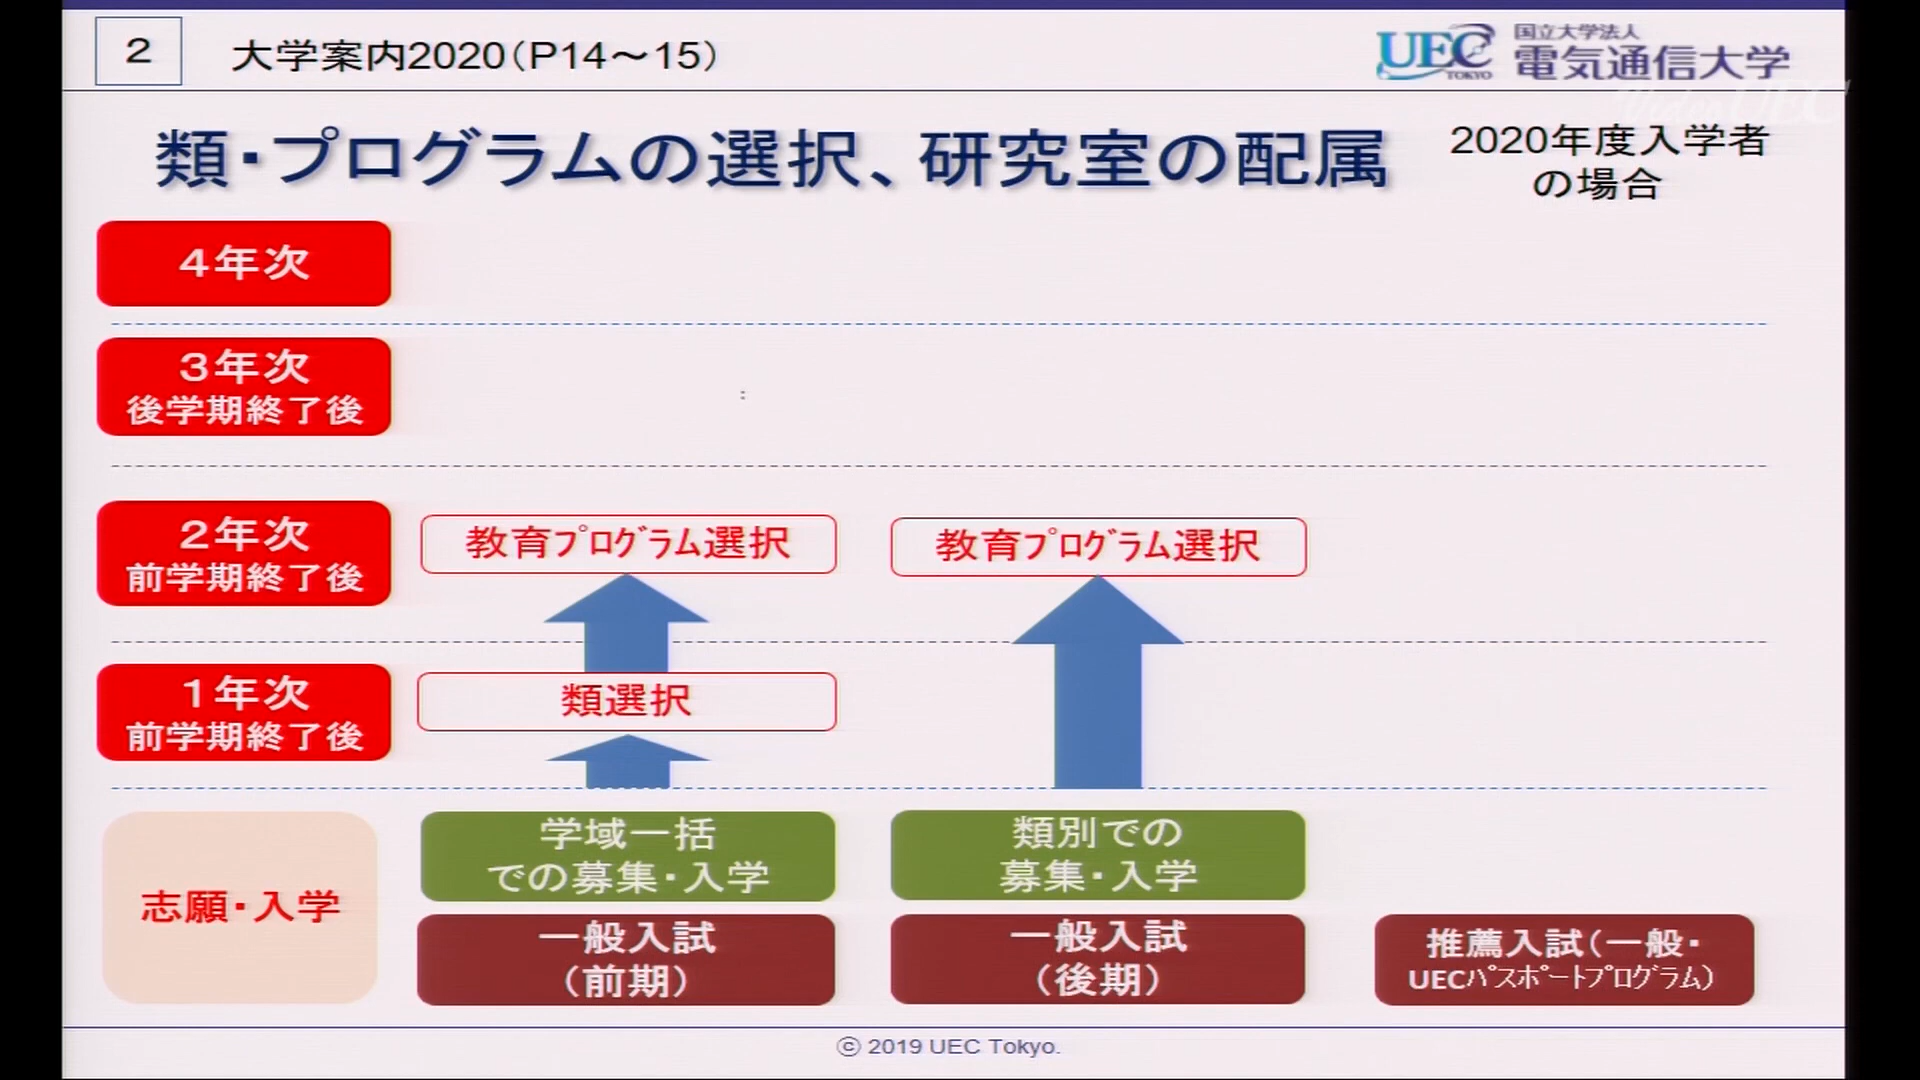 2
大学案内2020(P14～15)
UEC
TOKYO
国立大学法人
電気通信大学
Video UEC
類・プログラムの選択、研究室の配属
2020年度入学者
の場合
4年次
3年次
後学期終了後
:
2年次
前学期終了後
教育ﾌﾟﾛｸﾞﾗﾑ選択
教育ﾌﾟﾛｸﾞﾗﾑ選択
1年次
前学期終了後
類選択
志願・入学
学域一括
での募集・入学
類別での
募集・入学
一般入試
(前期)
一般入試
(後期)
推薦入試(一般・
UECﾊﾟｽﾎﾟｰﾄﾌﾟﾛｸﾞﾗﾑ)
© 2019 UEC Tokyo.